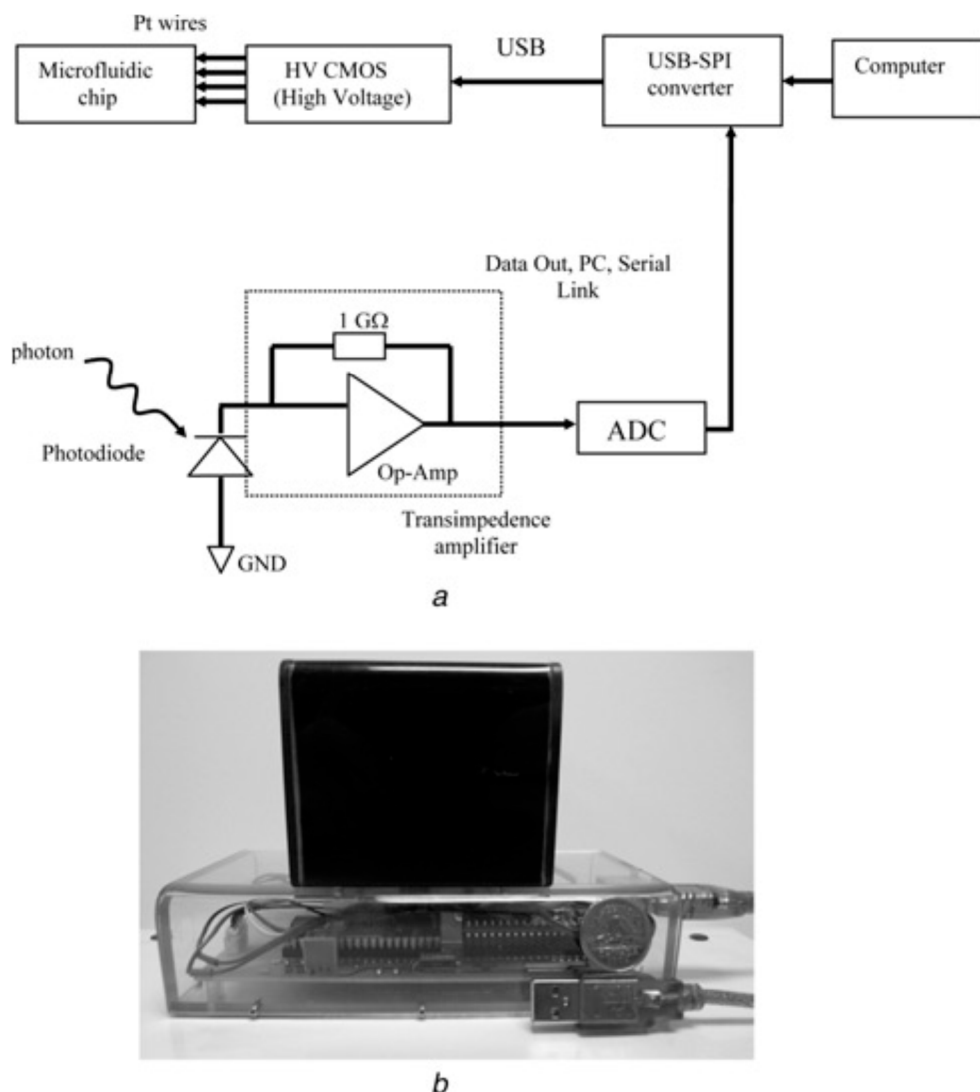 Pt wires
Microfluidic
chip
HV CMOS
(High Voltage)
USB
USB-SPI
converter
Computer
Data Out, PC, Serial
Link
1 GΩ
photon
Photodiode
Op-Amp
ADC
Transimpedence
amplifier
GND
a
b